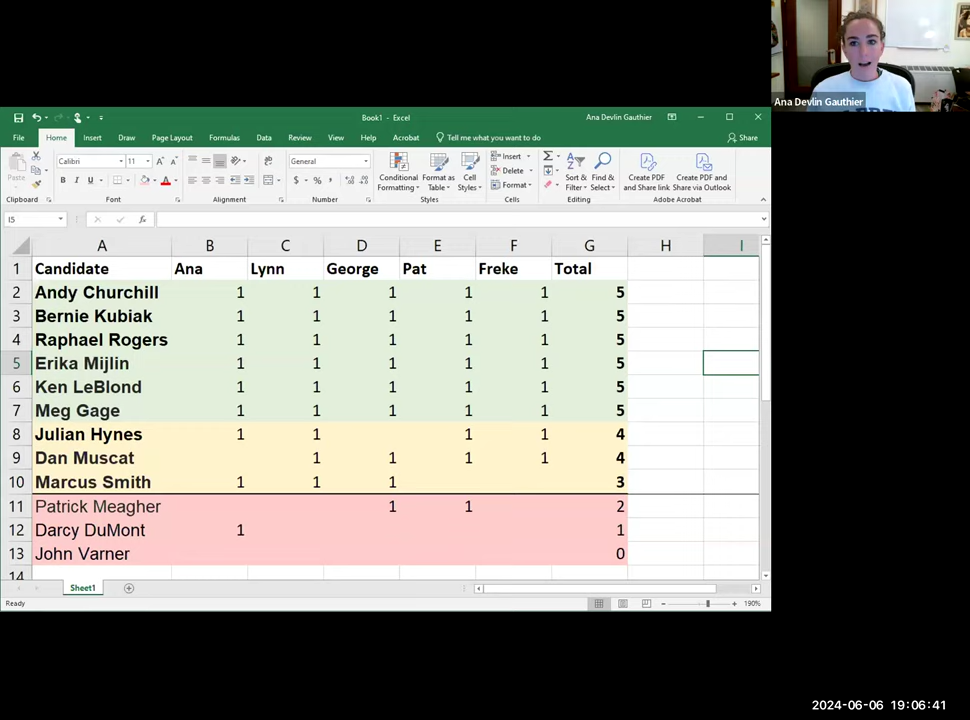 Ana Devlin Gauthier
Book1 - Excel
Ana Devlin Gauthier
File Home Insert Draw Page Layout Formulas Data Review View Help Acrobat Tell me what you want to do Share
Paste
Calibri 11 A A
B I U A
General
$ % ,
Conditional Formatting
Format as Table
Cell Styles
Insert
Delete
Format
Sort & Filter
Find & Select
Create PDF and Share link
Create PDF and Share via Outlook
Clipboard Font Alignment Number Styles Cells Editing Adobe Acrobat
I5 fx
A B C D E F G H I
1 Candidate Ana Lynn George Pat Freke Total
2 Andy Churchill 1 1 1 1 1 5
3 Bernie Kubiak 1 1 1 1 1 5
4 Raphael Rogers 1 1 1 1 1 5
5 Erika Mijlin 1 1 1 1 1 5
6 Ken LeBlond 1 1 1 1 1 5
7 Meg Gage 1 1 1 1 1 5
8 Julian Hynes 1 1 1 1 4
9 Dan Muscat 1 1 1 1 4
10 Marcus Smith 1 1 1 3
11 Patrick Meagher 1 1 2
12 Darcy DuMont 1 1
13 John Varner 0
14
Sheet1
Ready 190%
2024-06-06 19:06:41